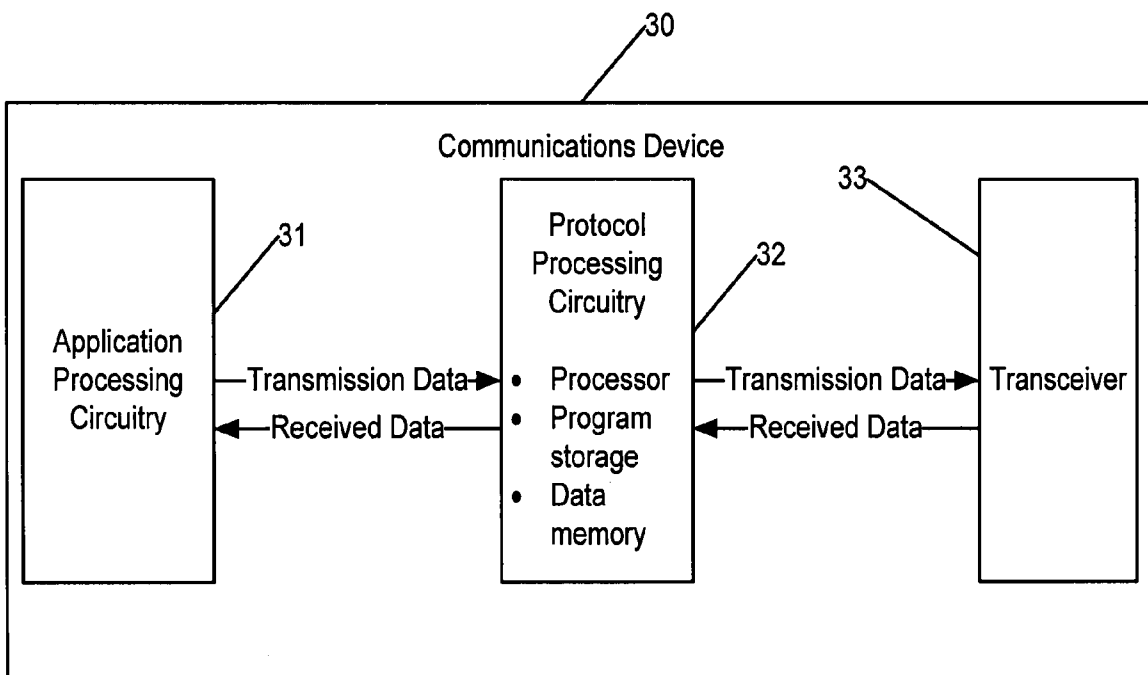 30
Communications Device
33
31
Protocol
Processing
Circuitry
32
Application
Processing
Circuitry
Transmission Data
• Processor
Transmission Data
Transceiver
Received Data
• Program
storage
Received Data
• Data
memory